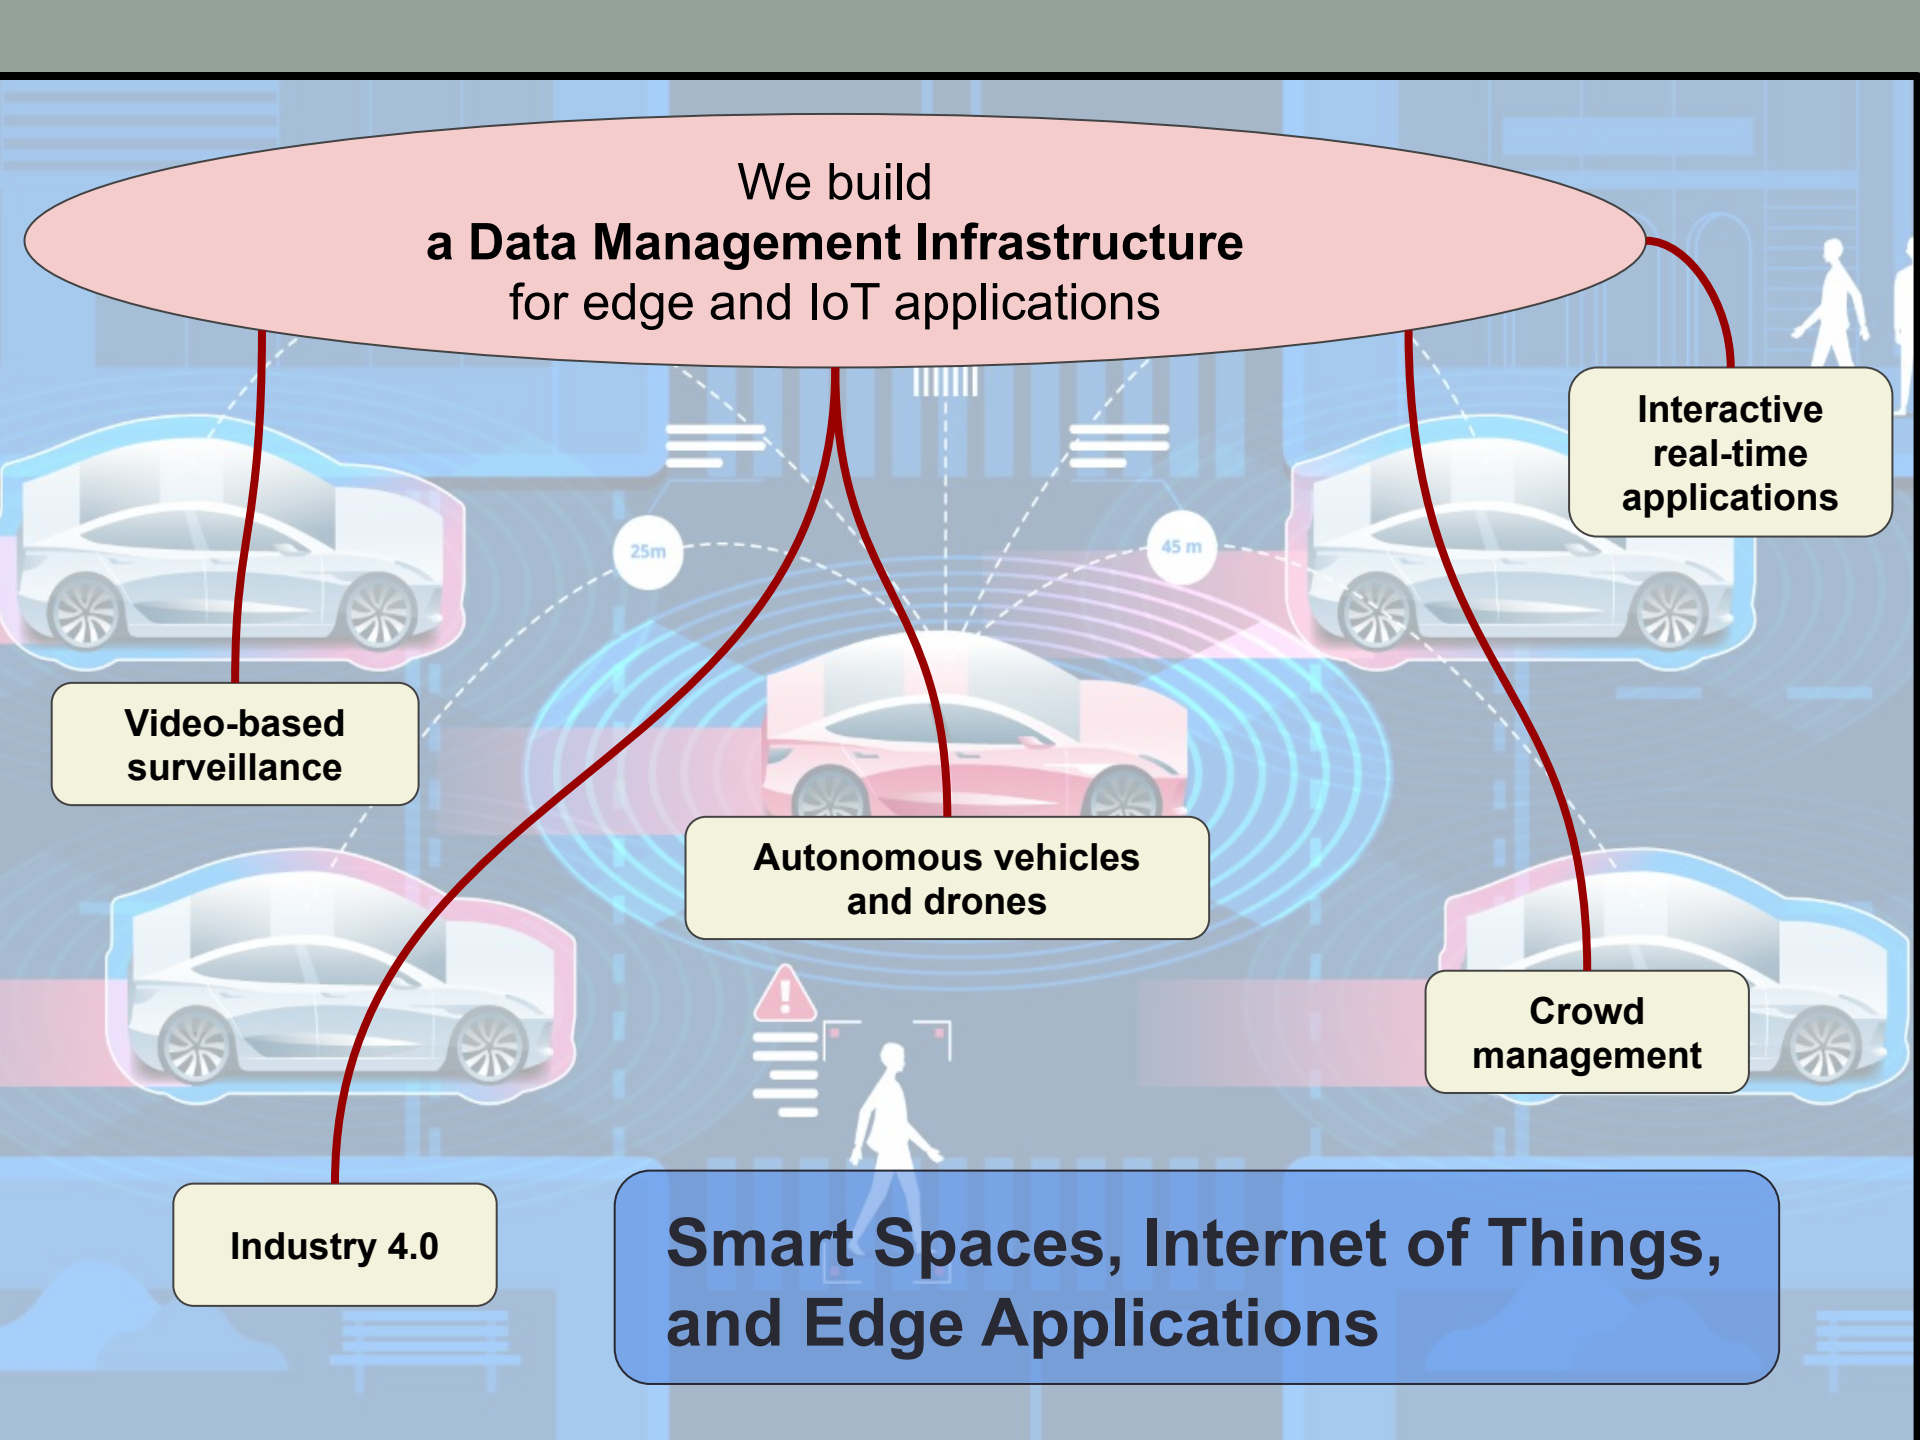 We build
a Data Management Infrastructure
for edge and IoT applications
Interactive
real-time
applications
25m
45 m
Video-based
surveillance
Autonomous vehicles
and drones
Crowd
management
Industry 4.0
Smart Spaces, Internet of Things,
and Edge Applications